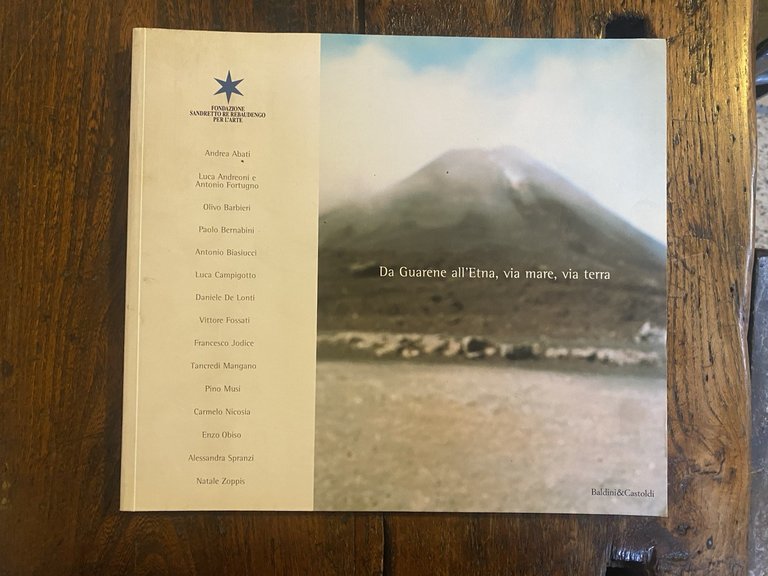 FONDAZIONE
SANDRETTO RE REBAUDENGO
PER L'ARTE
Andrea Abati
Luca Andreoni e
Antonio Fortugno
Olivo Barbieri
Paolo Bernabini
Antonio Biasiucci
Luca Campigotto
Daniele De Lonti
Vittore Fossati
Francesco Jodice
Tancredi Mangano
Pino Musi
Carmelo Nicosia
Enzo Obiso
Alessandra Spranzi
Natale Zoppis
Da Guarene all'Etna, via mare, via terra
Baldini&Castoldi